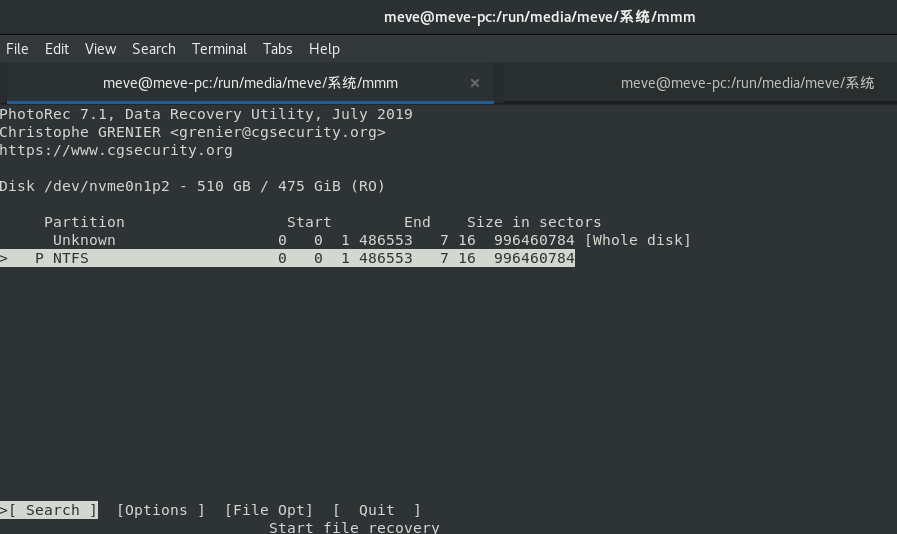 meve@meve-pc:/run/media/meve/系统/mmm
File Edit View Search Terminal Tabs Help
meve@meve-pc:/run/media/meve/系统/mmm × meve@meve-pc:/run/media/meve/系统
PhotoRec 7.1, Data Recovery Utility, July 2019
Christophe GRENIER <grenier@cgsecurity.org>
https://www.cgsecurity.org
Disk /dev/nvme0n1p2 - 510 GB / 475 GiB (RO)
     Partition                  Start        End    Size in sectors
      Unknown                  0   0  1 486553   7 16  996460784 [Whole disk]
>   P NTFS                     0   0  1 486553   7 16  996460784
>[ Search ]  [Options ]  [File Opt]  [  Quit  ]
                              Start file recovery